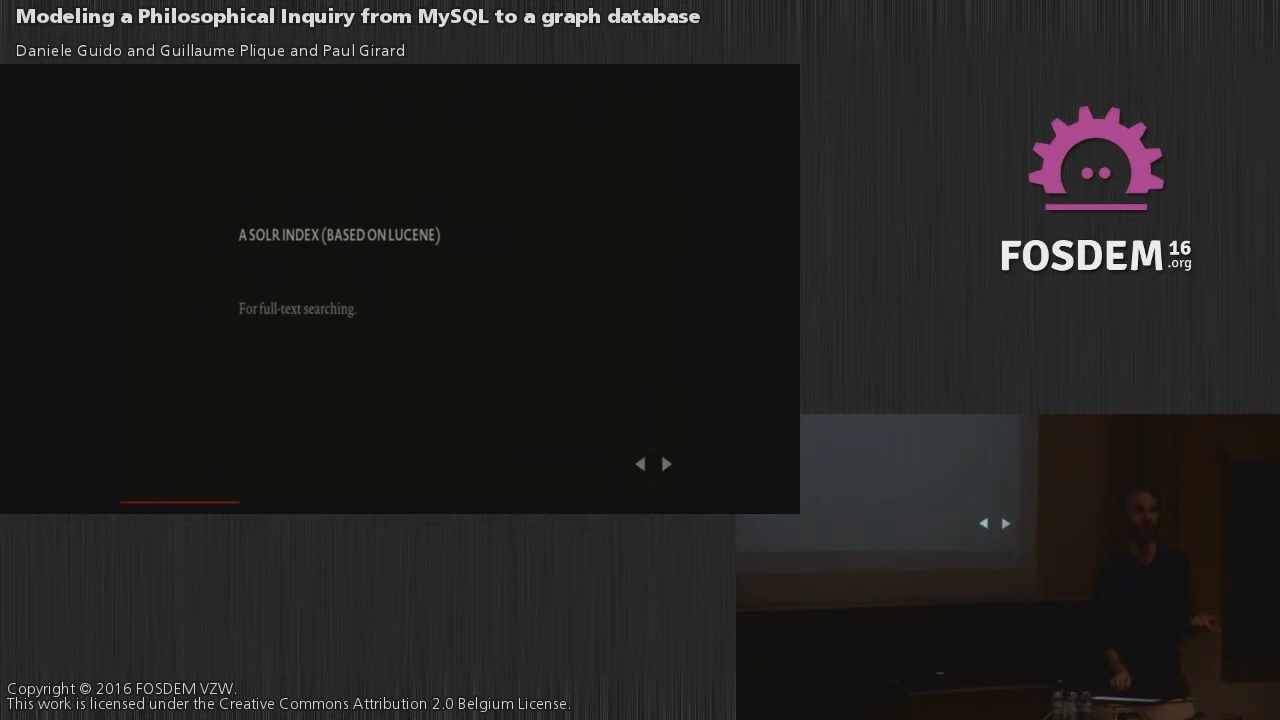 Modeling a Philosophical Inquiry from MySQL to a graph database
Daniele Guido and Guillaume Plique and Paul Girard
A SOLR INDEX (BASED ON LUCENE)
For full-text searching.
FOSDEM 16 .org
Copyright © 2016 FOSDEM VZW.
This work is licensed under the Creative Commons Attribution 2.0 Belgium License.